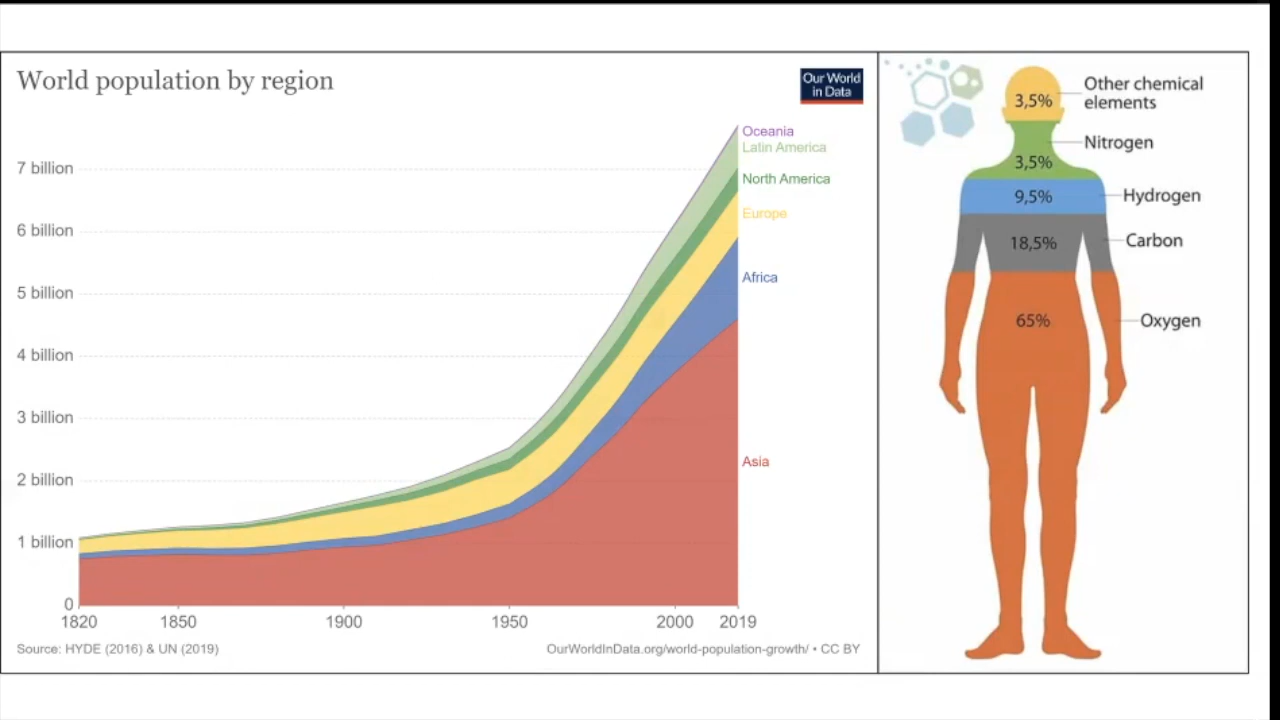 World population by region
Our World
in Data
7 billion
6 billion
5 billion
4 billion
3 billion
2 billion
1 billion
0
1820
1850
1900
1950
2000
2019
Oceania
Latin America
North America
Europe
Africa
Asia
Source: HYDE (2016) & UN (2019)
OurWorldInData.org/world-population-growth/ • CC BY
3,5%
Other chemical
elements
Nitrogen
3,5%
9,5%
Hydrogen
18,5%
Carbon
65%
Oxygen